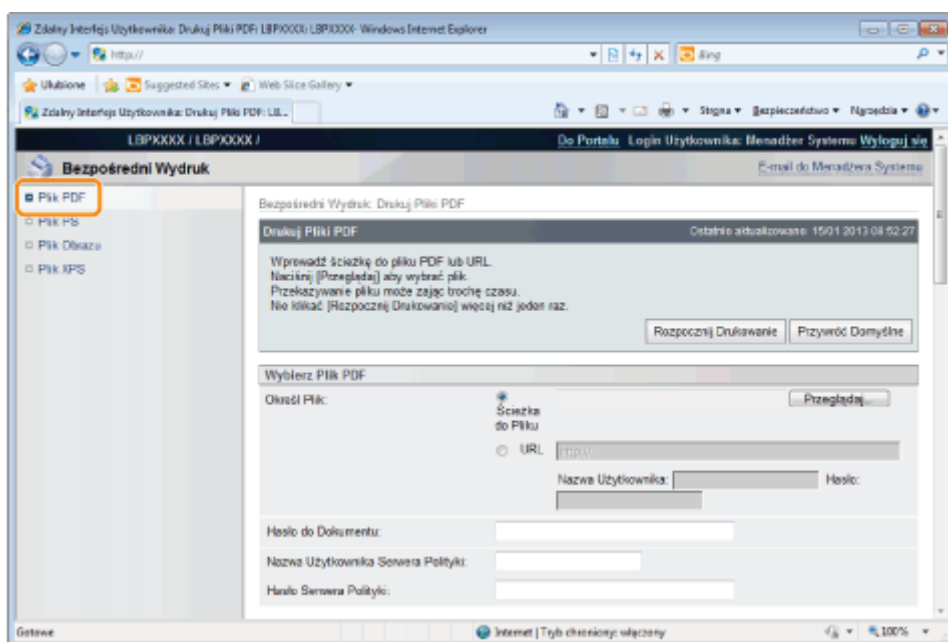 Zdalny Interfejs Użytkownika: Drukuj Pliki PDF: LBPXXXX: LBPXXXX - Windows Internet Explorer
http://
Bing
Ulubione Suggested Sites Web Slice Gallery
Zdalny Interfejs Użytkownika: Drukuj Pliki PDF: LB...
Strona Bezpieczeństwo Narzędzia
LBPXXXX / LBPXXXX /
Do Portalu Login Użytkownika: Menadżer Systemu Wyloguj się
Bezpośredni Wydruk
E-mail do Menadżera Systemu
Plik PDF
Plik PS
Plik Obrazu
Plik XPS
Bezpośredni Wydruk: Drukuj Pliki PDF
Drukuj Pliki PDF
Ostatnio aktualizowano: 15/01 2013 08:52:27
Wprowadź ścieżkę do pliku PDF lub URL.
Naciśnij [Przeglądaj] aby wybrać plik.
Przekazywanie pliku może zająć trochę czasu.
Nie klikać [Rozpocznij Drukowanie] więcej niż jeden raz.
Rozpocznij Drukowanie Przywróć Domyślne
Wybierz Plik PDF
Określ Plik:
Ścieżka
do Pliku
Przeglądaj...
URL
http://
Nazwa Użytkownika: Hasło:
Hasło do Dokumentu:
Nazwa Użytkownika Serwera Polityki:
Hasło Serwera Polityki:
Gotowe
Internet | Tryb chroniony: włączony
100%